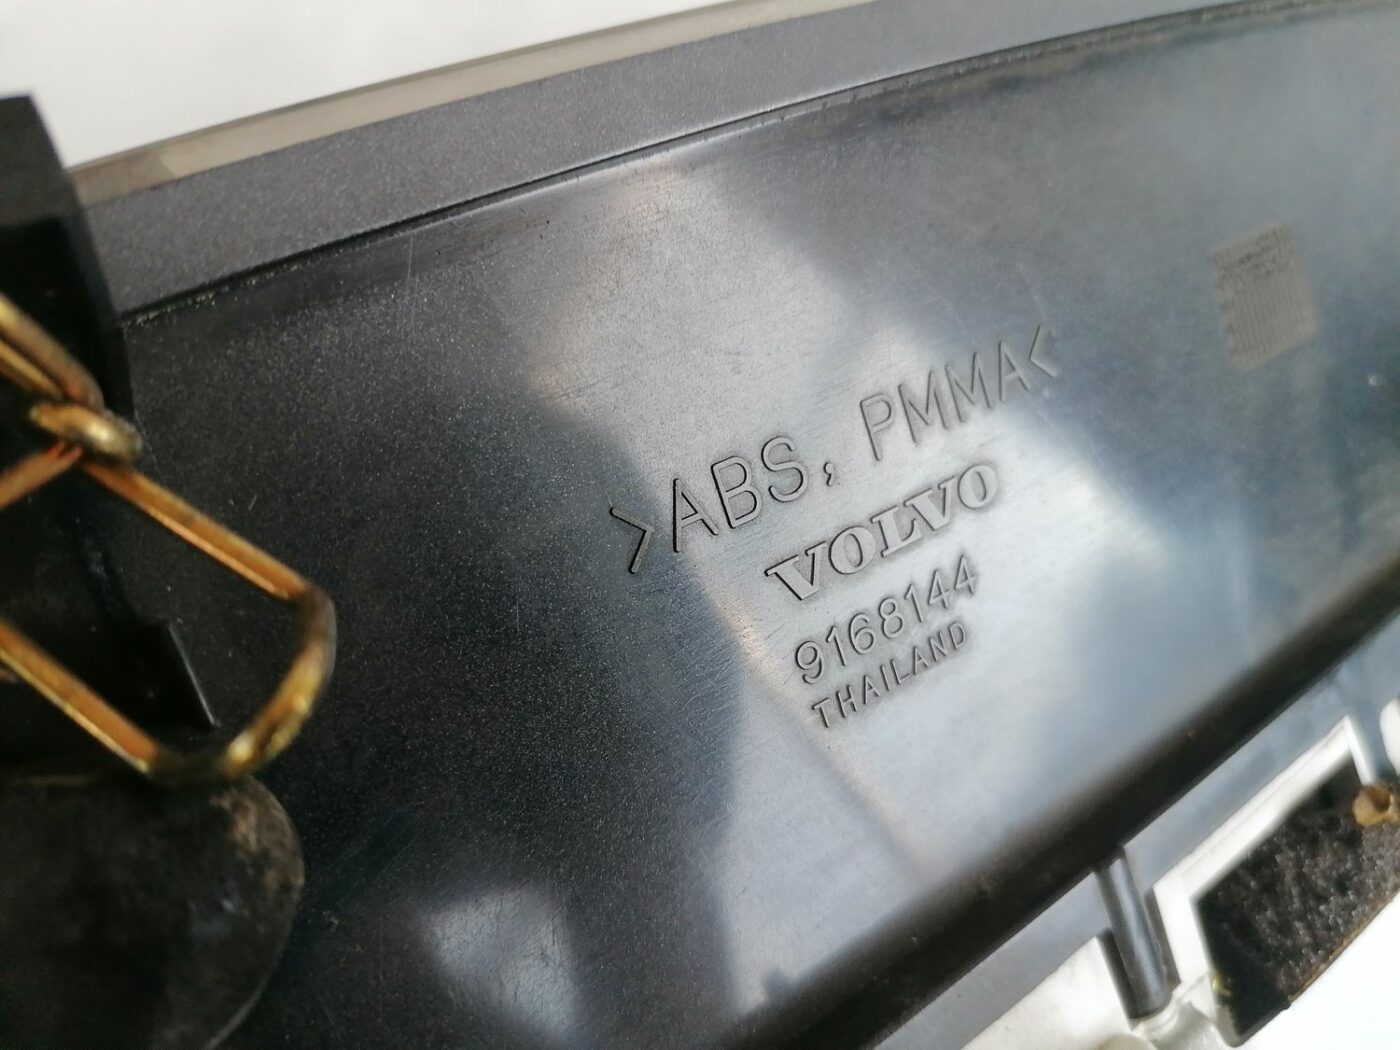 >ABS, PMMA<
VOLVO
9168144
THAILAND